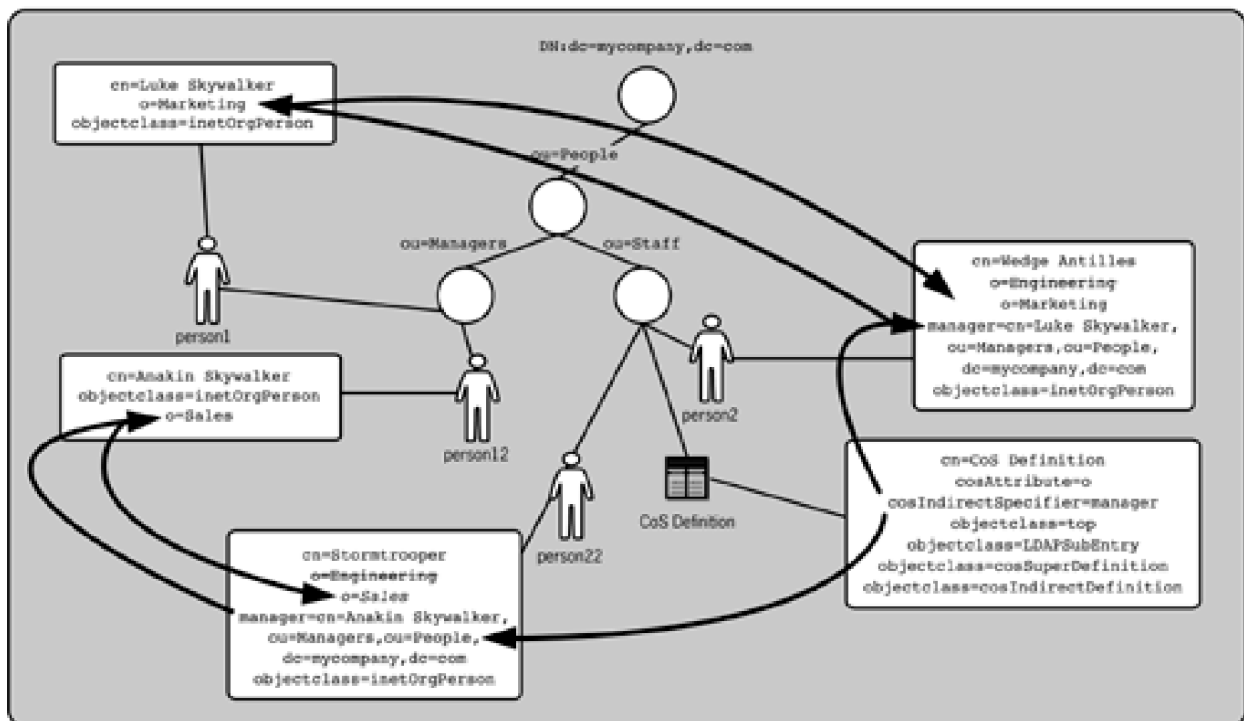 DN:dc=mycompany,dc=com
cn=Luke Skywalker
o=Marketing
objectclass=inetOrgPerson
ou=People
ou=Managers
ou=Staff
person1
cn=Wedge Antilles
o=Engineering
o=Marketing
manager=cn=Luke Skywalker,
ou=Managers,ou=People,
dc=mycompany,dc=com
objectclass=inetOrgPerson
cn=Anakin Skywalker
objectclass=inetOrgPerson
o=Sales
person12
person2
person22
CoS Definition
cn=CoS Definition
cosAttribute=o
cosIndirectSpecifier=manager
objectclass=top
objectclass=LDAPSubEntry
objectclass=cosSuperDefinition
objectclass=cosIndirectDefinition
cn=Stormtrooper
o=Engineering
o=Sales
manager=cn=Anakin Skywalker,
ou=Managers,ou=People,
dc=mycompany,dc=com
objectclass=inetOrgPerson